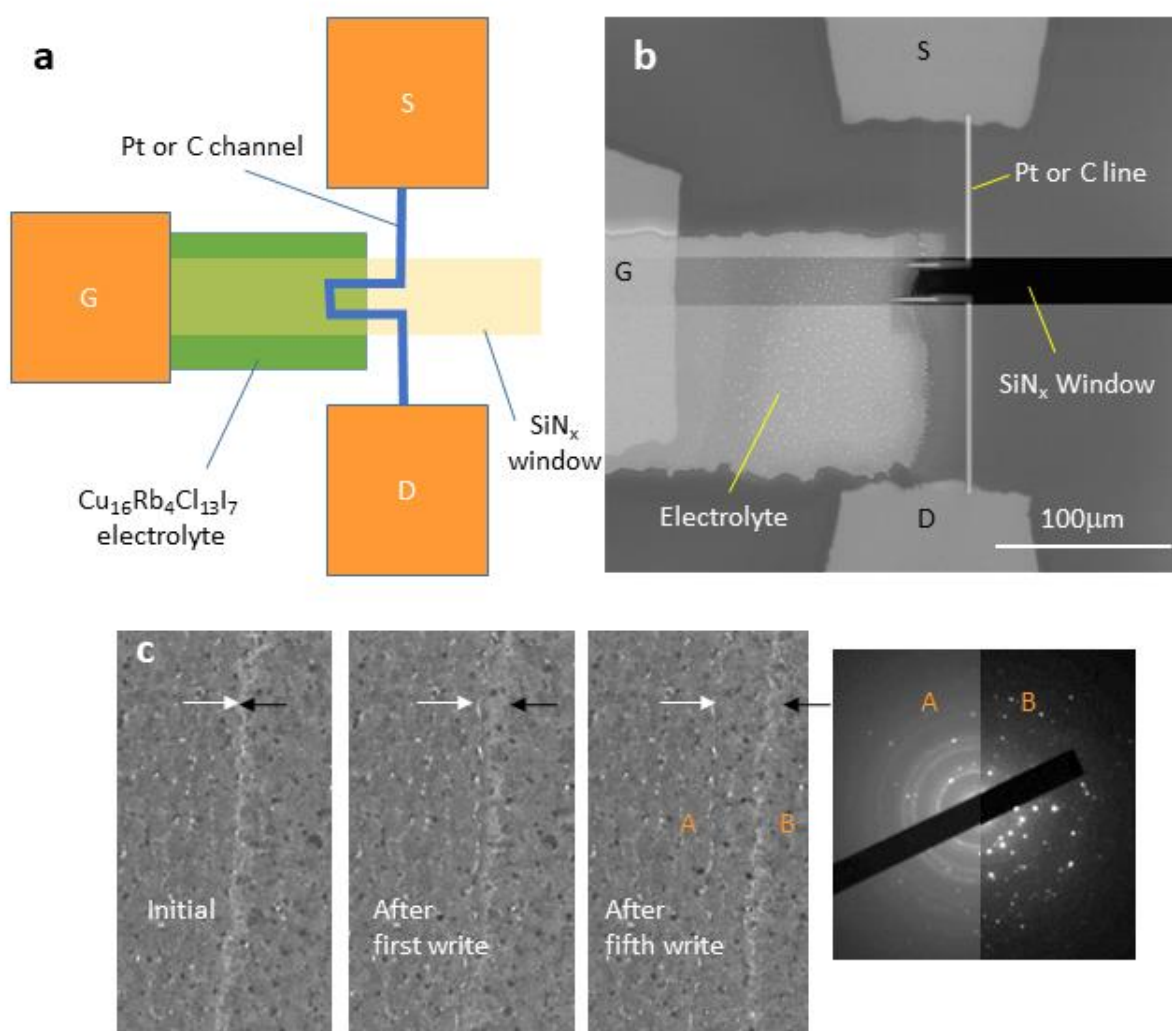 a
S
Pt or C channel
G
SiNₓ
window
D
Cu₁₆Rb₄Cl₁₃I₇
electrolyte
b
S
Pt or C line
G
SiNₓ Window
Electrolyte
D
100μm
c
Initial
After
first write
A
B
After
fifth write
A
B